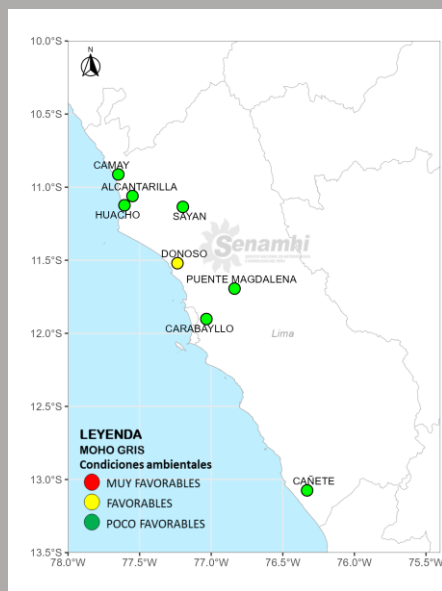 N
10.0°S
10.5°S
11.0°S
11.5°S
12.0°S
12.5°S
13.0°S
13.5°S
CAMAY
ALCANTARILLA
HUACHO
SAYAN
Senamhi
DONOSO
PUENTE MAGDALENA
CARABAYLLO
Lima
CAÑETE
LEYENDA
MOHO GRIS
Condiciones ambientales
MUY FAVORABLES
FAVORABLES
POCO FAVORABLES
78.0°W 77.5°W 77.0°W 76.5°W 76.0°W 75.5°W